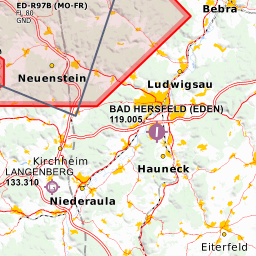 ED-R97B (MO-FR)
FL 80
GND
Bebra
Neuenstein
Ludwigsau
BAD HERSFELD (EDEN)
119.005
Kirchheim
LANGENBERG
133.310
Hauneck
Niederaula
Eiterfeld